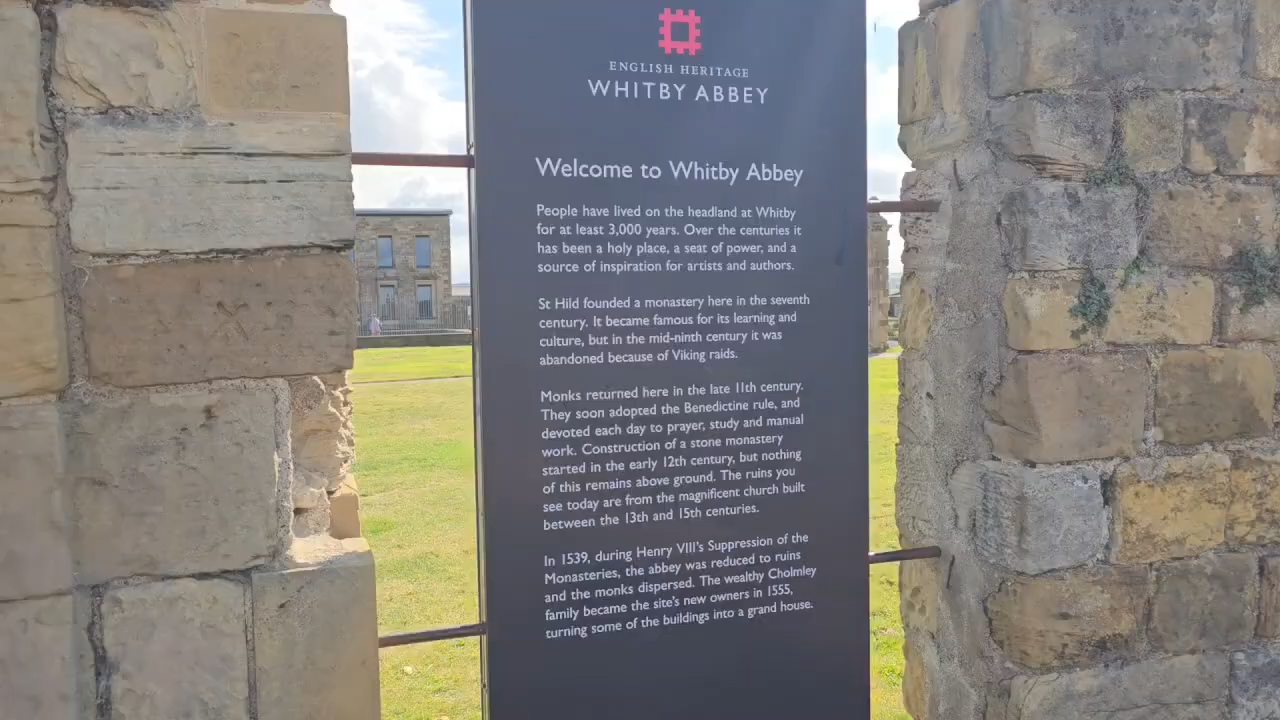 ENGLISH HERITAGE
WHITBY ABBEY
Welcome to Whitby Abbey
People have lived on the headland at Whitby
for at least 3,000 years. Over the centuries it
has been a holy place, a seat of power, and a
source of inspiration for artists and authors.
St Hild founded a monastery here in the seventh
century. It became famous for its learning and
culture, but in the mid-ninth century it was
abandoned because of Viking raids.
Monks returned here in the late 11th century.
They soon adopted the Benedictine rule, and
devoted each day to prayer, study and manual
work. Construction of a stone monastery
started in the early 12th century, but nothing
of this remains above ground. The ruins you
see today are from the magnificent church built
between the 13th and 15th centuries.
In 1539, during Henry VIII's Suppression of the
Monasteries, the abbey was reduced to ruins
and the monks dispersed. The wealthy Cholmley
family became the site's new owners in 1555,
turning some of the buildings into a grand house.